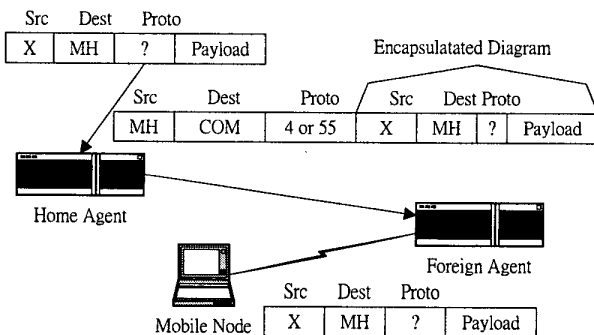 Src Dest Proto
X MH ? Payload
Encapsulatated Diagram
Src Dest Proto Src Dest Proto
MH COM 4 or 55 X MH ? Payload
Home Agent
Foreign Agent
Mobile Node
Src Dest Proto
X MH ? Payload